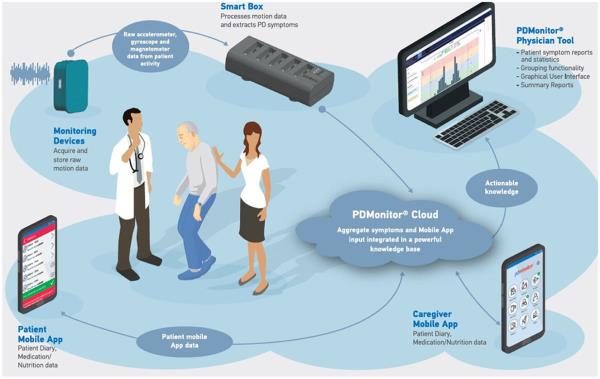 Smart Box
Processes motion data
and extracts PD symptoms
Raw accelerometer,
gyroscope and
magnetometer
data from patient
activity
PDMonitor® 
Physician Tool
- Patient symptom reports
and statistics
- Grouping functionality
- Graphical User Interface
- Summary Reports
Monitoring
Devices
Acquire and
store raw
motion data
Actionable
knowledge
PDMonitor® Cloud
Aggregate symptoms and Mobile App
input integrated in a powerful
knowledge base
Patient
Mobile App
Patient Diary,
Medication/
Nutrition data
Patient mobile
App data
Caregiver
Mobile App
Patient Diary,
Medication/Nutrition data
pdmonitor